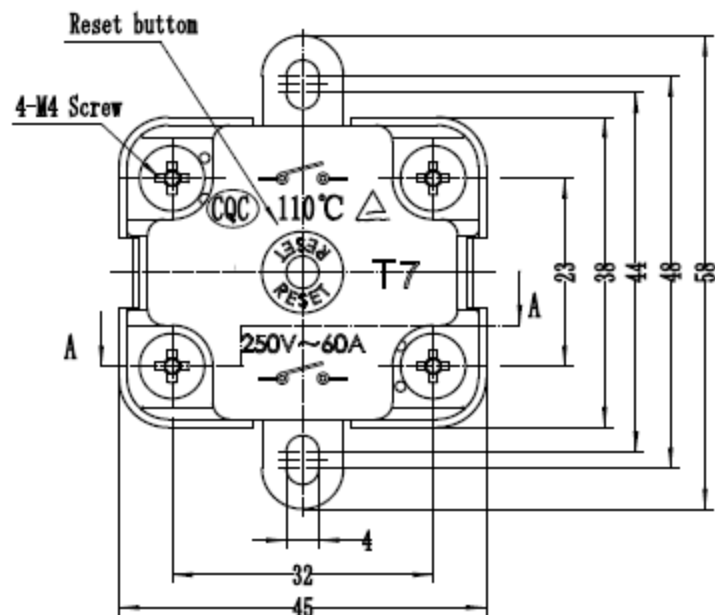 Reset buttom
4-M4 Screw
CQC 110℃
RESET
T7
RESET
A
A
250V~60A
23
38
44
48
58
4
32
45